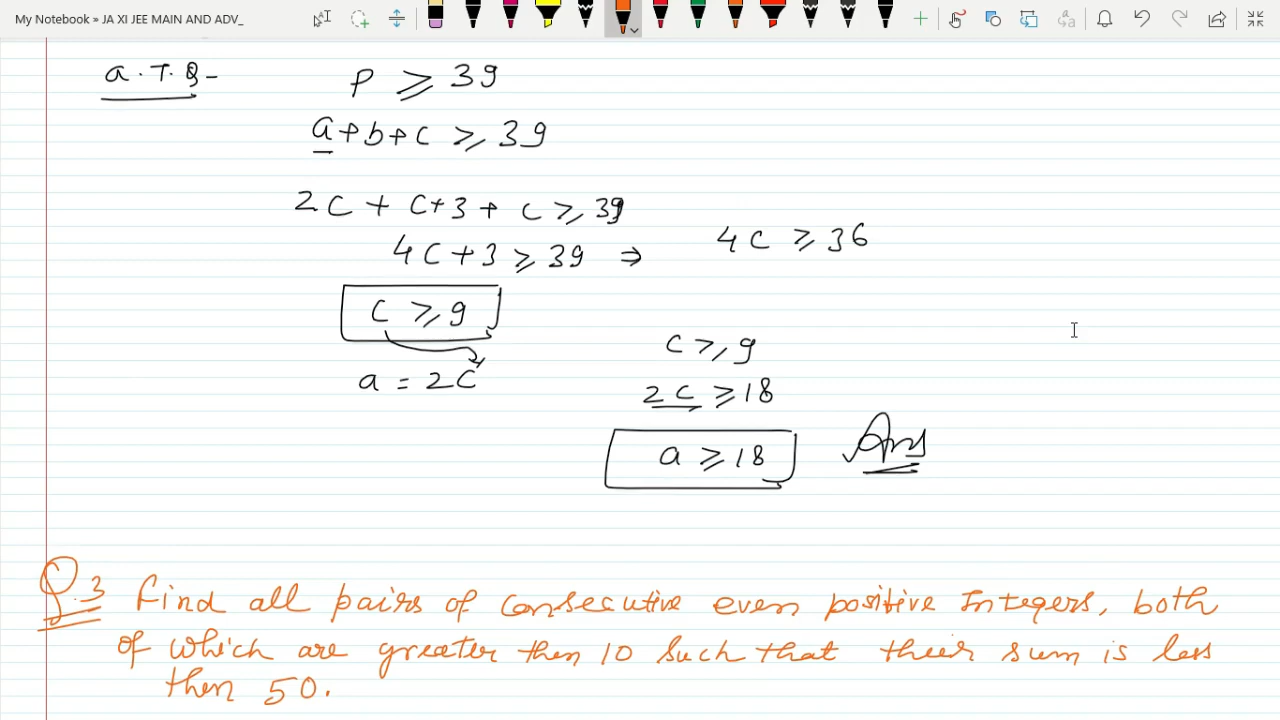 My Notebook » JA XI JEE MAIN AND ADV_
a.T.Q-
P ≥ 39
a+b+c ≥ 39
2c + c+3 + c ≥ 39
4c+3 ≥ 39 ⇒ 4c ≥ 36
c ≥ 9
a = 2c
c ≥ 9
2c ≥ 18
a ≥ 18 Ans
Q.3 Find all pairs of consecutive even positive Integers, both
of which are greater then 10 such that their sum is less
then 50.